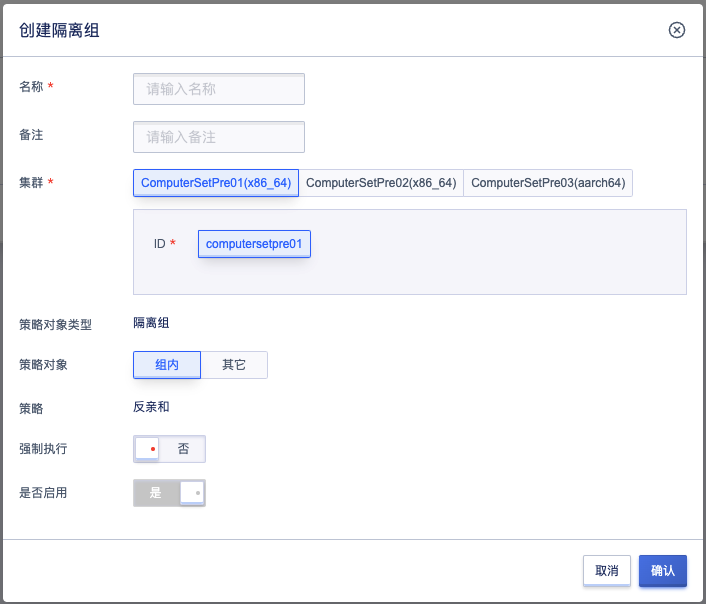 创建隔离组
名称 *
请输入名称
备注
请输入备注
集群 *
ComputerSetPre01(x86_64) ComputerSetPre02(x86_64) ComputerSetPre03(aarch64)
ID * computersetpre01
策略对象类型 隔离组
策略对象 组内 其它
策略 反亲和
强制执行 否
是否启用 是
取消 确认